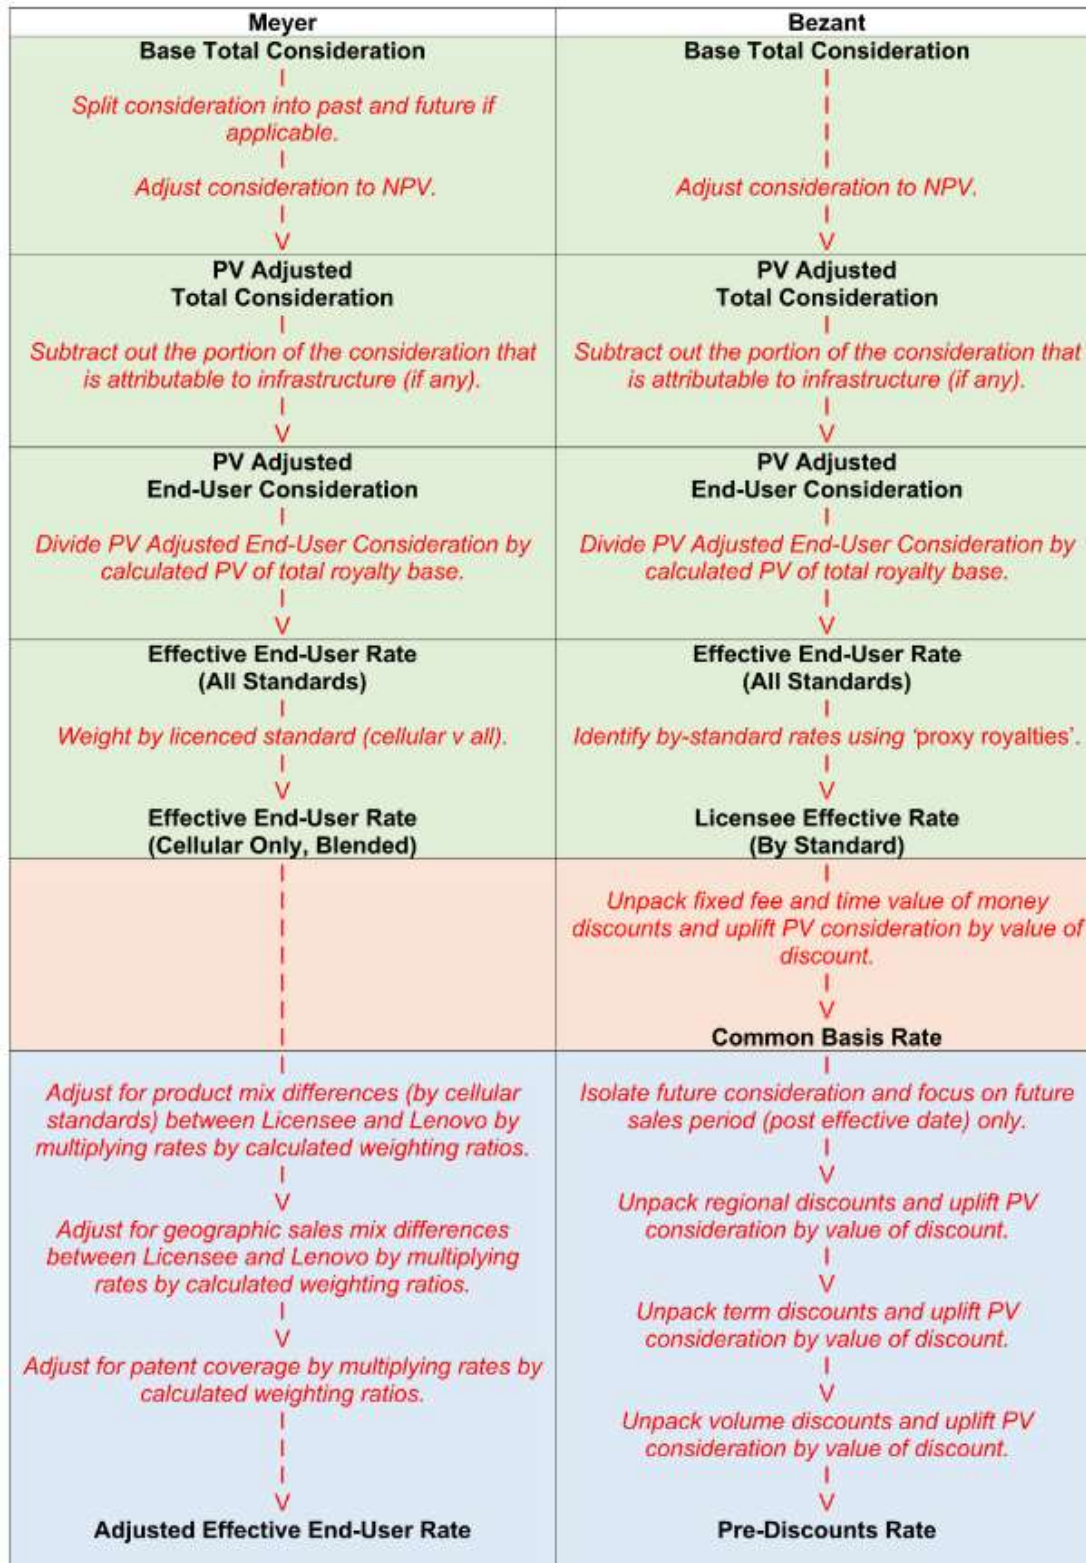 Meyer
Base Total Consideration
Split consideration into past and future if
applicable.
Adjust consideration to NPV.
PV Adjusted
Total Consideration
Subtract out the portion of the consideration that
is attributable to infrastructure (if any).
PV Adjusted
End-User Consideration
Divide PV Adjusted End-User Consideration by
calculated PV of total royalty base.
Effective End-User Rate
(All Standards)
Weight by licenced standard (cellular v all).
Effective End-User Rate
(Cellular Only, Blended)
Adjust for product mix differences (by cellular
standards) between Licensee and Lenovo by
multiplying rates by calculated weighting ratios.
Adjust for geographic sales mix differences
between Licensee and Lenovo by multiplying
rates by calculated weighting ratios.
Adjust for patent coverage by multiplying rates by
calculated weighting ratios.
Adjusted Effective End-User Rate
Bezant
Base Total Consideration
Adjust consideration to NPV.
PV Adjusted
Total Consideration
Subtract out the portion of the consideration that
is attributable to infrastructure (if any).
PV Adjusted
End-User Consideration
Divide PV Adjusted End-User Consideration by
calculated PV of total royalty base.
Effective End-User Rate
(All Standards)
Identify by-standard rates using ‘proxy royalties’.
Licensee Effective Rate
(By Standard)
Unpack fixed fee and time value of money
discounts and uplift PV consideration by value of
discount.
Common Basis Rate
Isolate future consideration and focus on future
sales period (post effective date) only.
Unpack regional discounts and uplift PV
consideration by value of discount.
Unpack term discounts and uplift PV
consideration by value of discount.
Unpack volume discounts and uplift PV
consideration by value of discount.
Pre-Discounts Rate